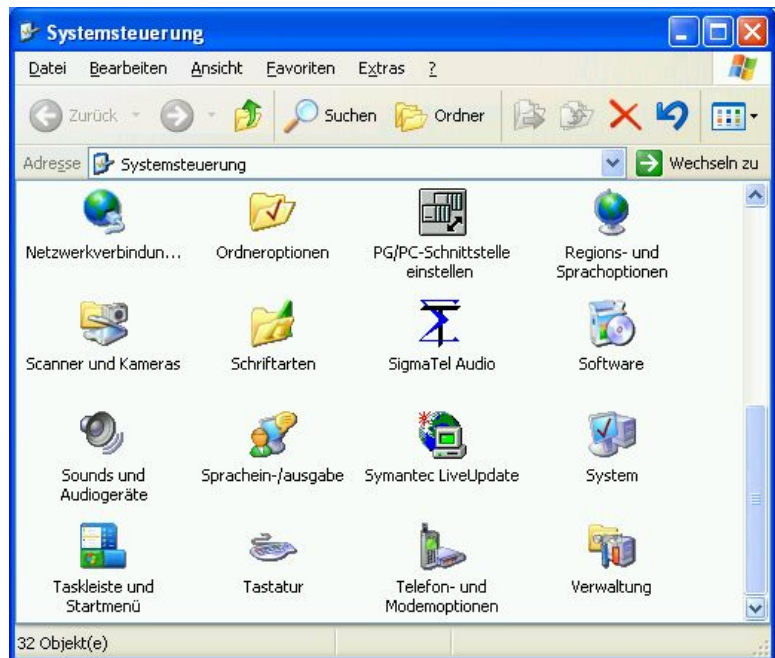 Systemsteuerung
Datei Bearbeiten Ansicht Favoriten Extras ?
Zurück Suchen Ordner
Adresse Systemsteuerung Wechseln zu
Netzwerkverbindun... Ordneroptionen PG/PC-Schnittstelle einstellen Regions- und Sprachoptionen
Scanner und Kameras Schriftarten SigmaTel Audio Software
Sounds und Audiogeräte Sprachein-/ausgabe Symantec LiveUpdate System
Taskleiste und Startmenü Tastatur Telefon- und Modemoptionen Verwaltung
32 Objekt(e)